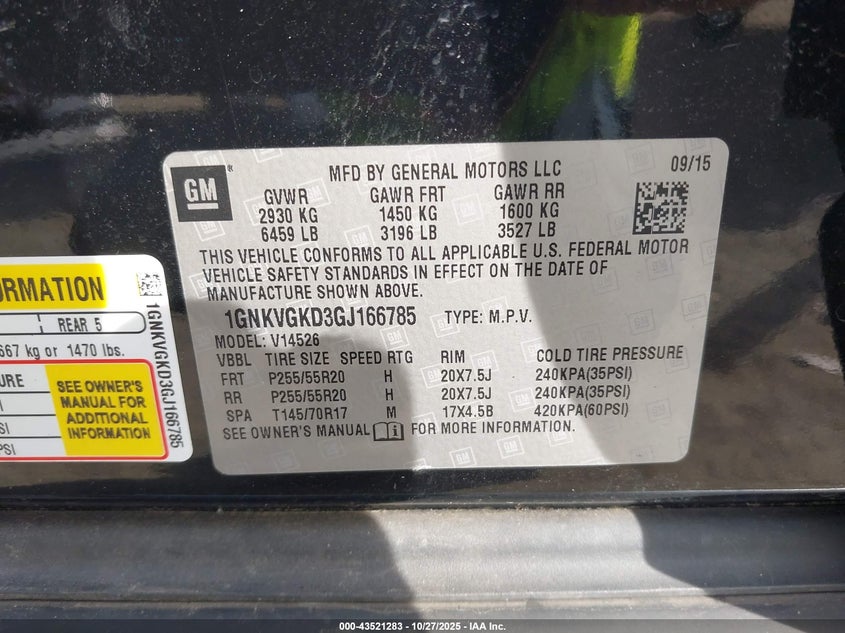 GM
MFD BY GENERAL MOTORS LLC 09/15
GVWR GAWR FRT GAWR RR
2930 KG 1450 KG 1600 KG
6459 LB 3196 LB 3527 LB
THIS VEHICLE CONFORMS TO ALL APPLICABLE U.S. FEDERAL MOTOR
VEHICLE SAFETY STANDARDS IN EFFECT ON THE DATE OF
MANUFACTURE SHOWN ABOVE.
1GNKVGKD3GJ166785 TYPE: M.P.V.
MODEL: V14526
VBBL TIRE SIZE SPEED RTG RIM COLD TIRE PRESSURE
FRT P255/55R20 H 20X7.5J 240KPA(35PSI)
RR P255/55R20 H 20X7.5J 240KPA(35PSI)
SPA T145/70R17 M 17X4.5B 420KPA(60PSI)
SEE OWNER'S MANUAL FOR MORE INFORMATION.
REAR 5
667 kg or 1470 lbs.
SEE OWNER'S
MANUAL FOR
ADDITIONAL
INFORMATION
PSI
1GNKVGKD3GJ166785
000-43521283 | 10/27/2025 - IAA Inc.